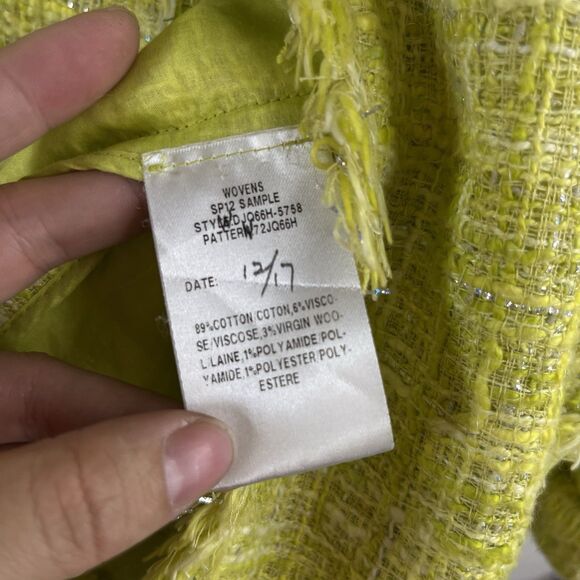 WOVENS
SP12 SAMPLE
STYLE/DJQ66H-5758
PATTERN 72JQ66H
DATE: 12/17
89%COTTON/COTON,6%VISCO-
SE/VISCOSE,3%VIRGIN WOO-
L/LAINE,1%POLYAMIDE/POL-
YAMIDE,1%POLYESTER/POLY-
ESTERE